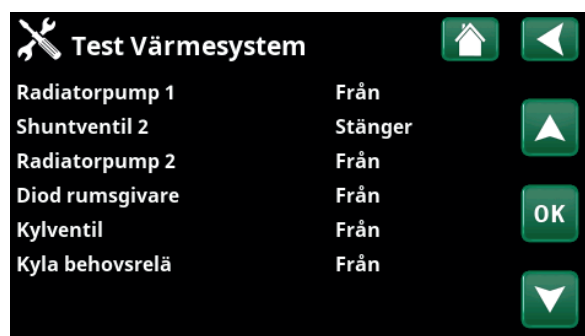 Test Värmesystem
Radiatorpump 1 Från
Shuntventil 2 Stänger
Radiatorpump 2 Från
Diod rumsgivare Från
Kylventil Från
Kyla behovsrelä Från
OK